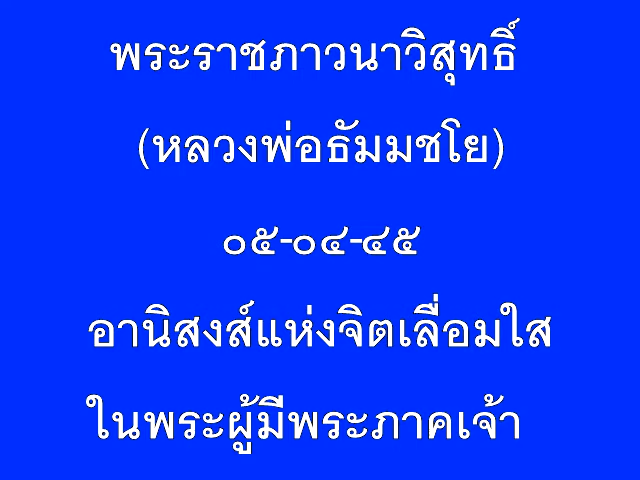 พระราชภาวนาวิสุทธิ์
(หลวงพ่อธัมมชโย)
๐๕-๐๔-๔๕
อานิสงส์แห่งจิตเลื่อมใส
ในพระผู้มีพระภาคเจ้า